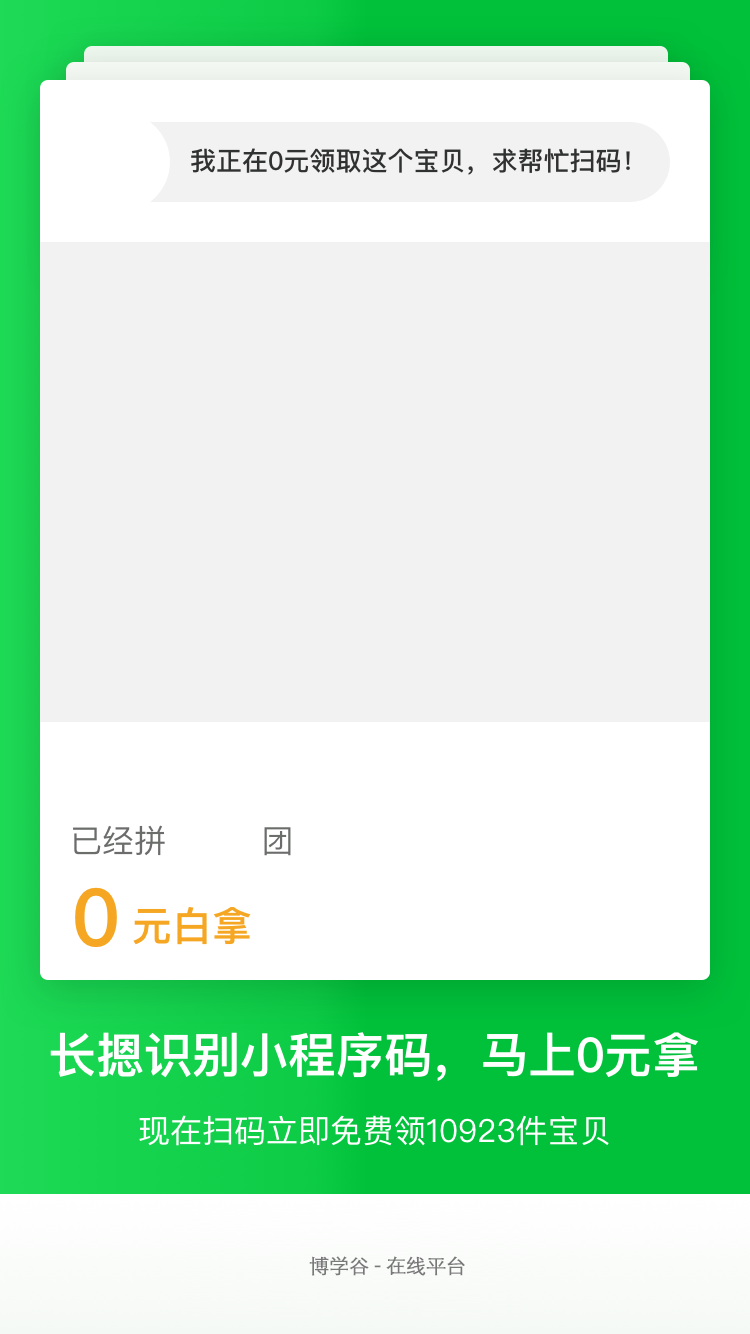 我正在0元领取这个宝贝，求帮忙扫码！
已经拼 团
0元白拿
长摁识别小程序码，马上0元拿
现在扫码立即免费领10923件宝贝
博学谷 - 在线平台